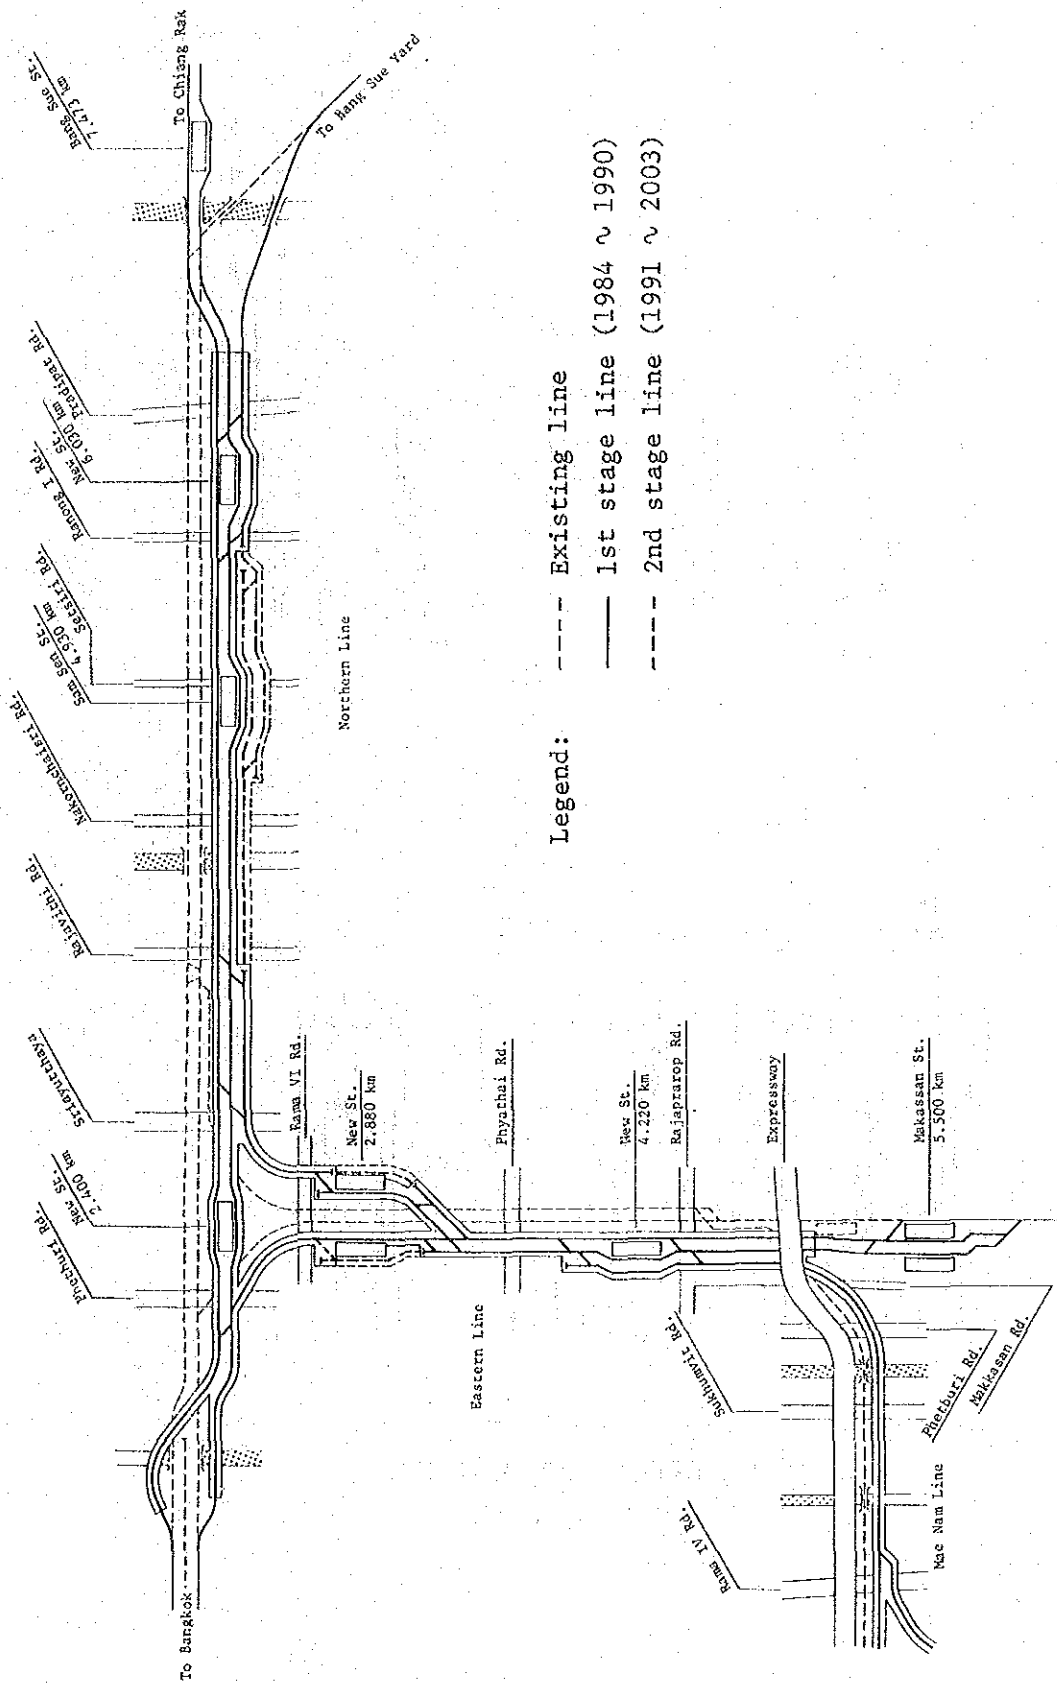 To Bangkok
To Chiang Rak
To Bang Sue Yard
Bang Sue St.
7.473 km
Pradipat Rd.
New St.
6.030 km
Ranong I Rd.
Setsiri Rd.
Sam Sen St.
4.930 km
Nakornchaisri Rd.
Rajavithi Rd.
Sriayutthaya
New St.
2.400 km
Phetburi Rd.
Northern Line
Rama VI Rd.
New St.
2.880 km
Phyathai Rd.
New St.
4.220 km
Rajaprarop Rd.
Expressway
Makassan St.
5.500 km
Eastern Line
Sukhumvit Rd.
Rama IV Rd.
Phetburi Rd.
Makkasan Rd.
Mae Nam Line
Legend:
Existing line
1st stage line (1984 ~ 1990)
2nd stage line (1991 ~ 2003)